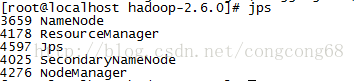 [root@localhost hadoop-2.6.0]# jps
3659 NameNode
4178 ResourceManager
4597 Jps
4025 SecondaryNameNode
4276 NodeManager
http://blog.csdn.net/congcong68